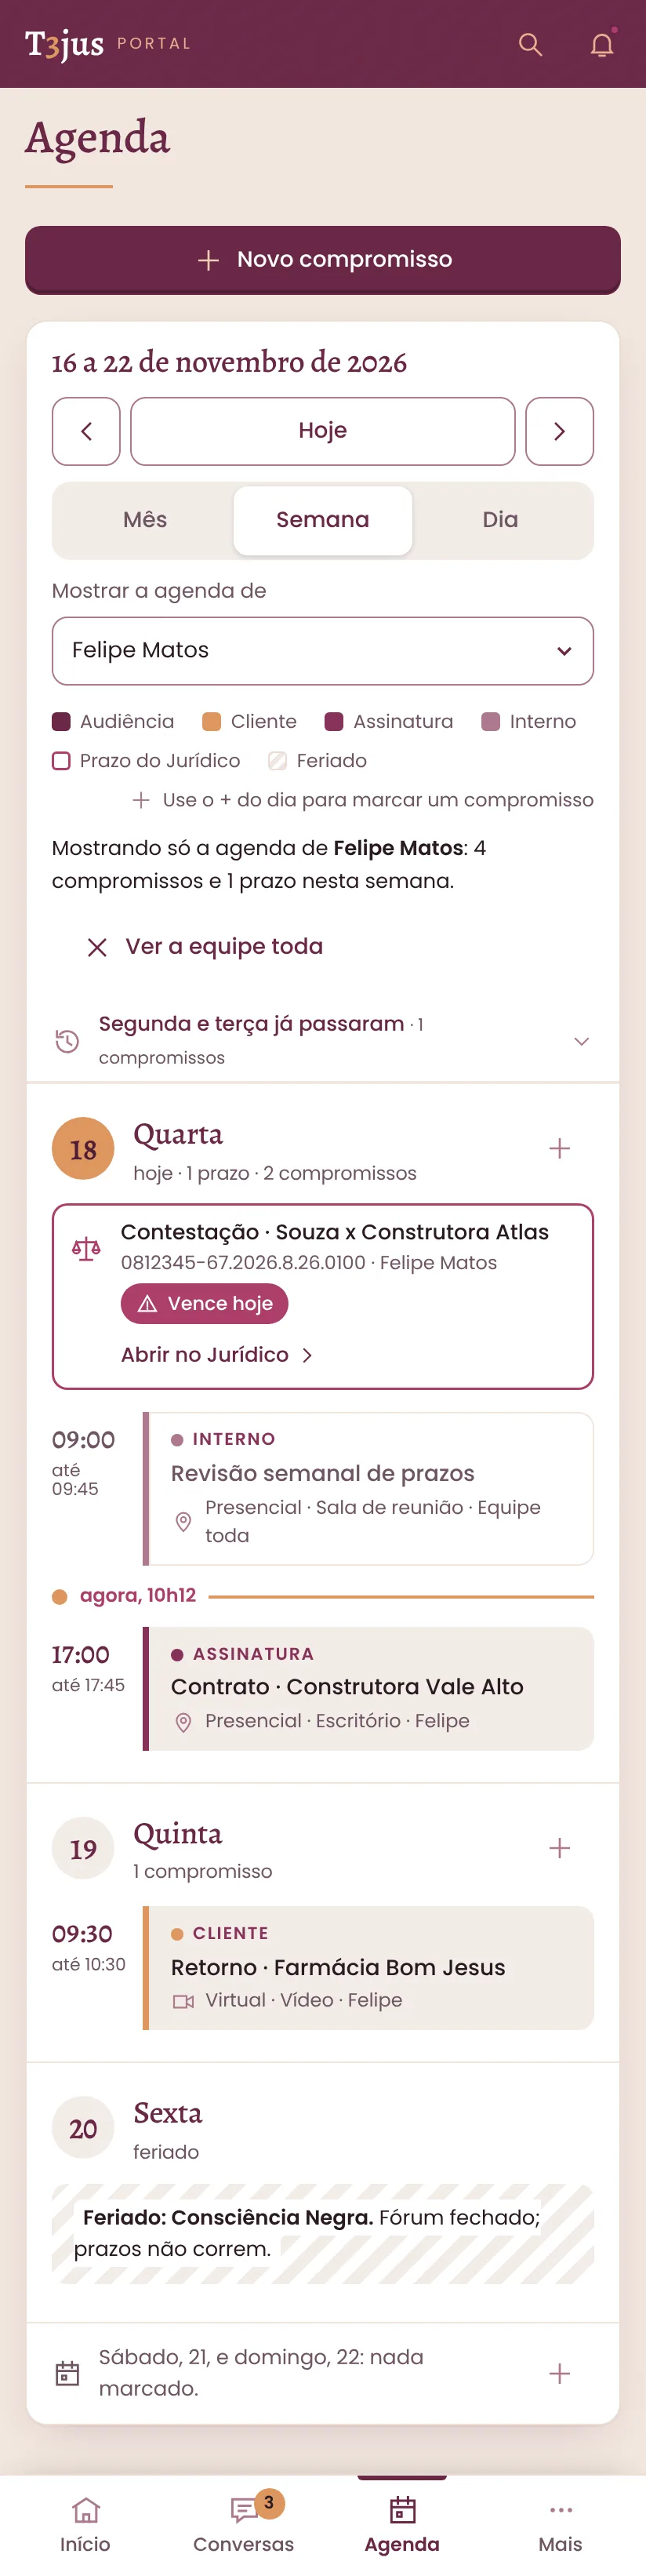 T3jus PORTAL
Agenda
Novo compromisso
16 a 22 de novembro de 2026
Hoje
Mês Semana Dia
Mostrar a agenda de
Felipe Matos
Audiência Cliente Assinatura Interno
Prazo do Jurídico Feriado
Use o + do dia para marcar um compromisso
Mostrando só a agenda de Felipe Matos: 4
compromissos e 1 prazo nesta semana.
Ver a equipe toda
Segunda e terça já passaram · 1
compromissos
18 Quarta
hoje · 1 prazo · 2 compromissos
Contestação · Souza x Construtora Atlas
0812345-67.2026.8.26.0100 · Felipe Matos
Vence hoje
Abrir no Jurídico
09:00
até
09:45
INTERNO
Revisão semanal de prazos
Presencial · Sala de reunião · Equipe
toda
agora, 10h12
17:00
até 17:45
ASSINATURA
Contrato · Construtora Vale Alto
Presencial · Escritório · Felipe
19 Quinta
1 compromisso
09:30
até 10:30
CLIENTE
Retorno · Farmácia Bom Jesus
Virtual · Vídeo · Felipe
20 Sexta
feriado
Feriado: Consciência Negra. Fórum fechado;
prazos não correm.
Sábado, 21, e domingo, 22: nada
marcado.
3
Início Conversas Agenda Mais